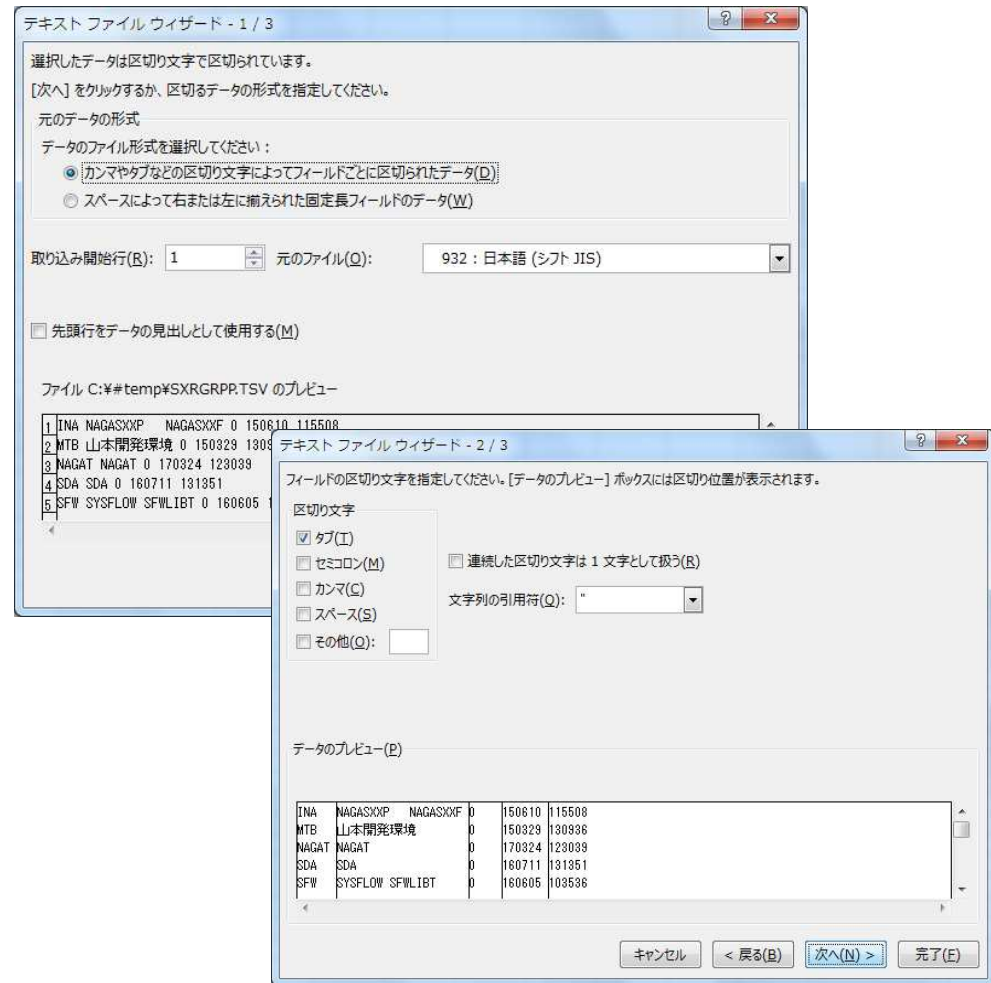 テキスト ファイル ウィザード - 1 / 3
選択したデータは区切り文字で区切られています。
[次へ] をクリックするか、区切るデータの形式を指定してください。
元のデータの形式
データのファイル形式を選択してください：
カンマやタブなどの区切り文字によってフィールドごとに区切られたデータ(D)
スペースによって右または左に揃えられた固定長フィールドのデータ(W)
取り込み開始行(R): 1 元のファイル(O): 932 : 日本語 (シフト JIS)
先頭行をデータの見出しとして使用する(M)
ファイル C:¥#temp¥SXRGRPP.TSV のプレビュー
1 INA NAGASXXP NAGASXXF 0 150610 115508
2 MTB 山本開発環境 0 150329 1309
3 NAGAT NAGAT 0 170324 123039
4 SDA SDA 0 160711 131351
5 SFW SYSFLOW SFWLIBT 0 160605 1
テキスト ファイル ウィザード - 2 / 3
フィールドの区切り文字を指定してください。[データのプレビュー] ボックスには区切り位置が表示されます。
区切り文字
タブ(T)
セミコロン(M)
カンマ(C)
スペース(S)
その他(O):
連続した区切り文字は 1 文字として扱う(R)
文字列の引用符(Q): "
データのプレビュー(P)
INA NAGASXXP NAGASXXF 0 150610 115508
MTB 山本開発環境 0 150329 130936
NAGAT NAGAT 0 170324 123039
SDA SDA 0 160711 131351
SFW SYSFLOW SFWLIBT 0 160605 103536
キャンセル < 戻る(B) 次へ(N) > 完了(F)